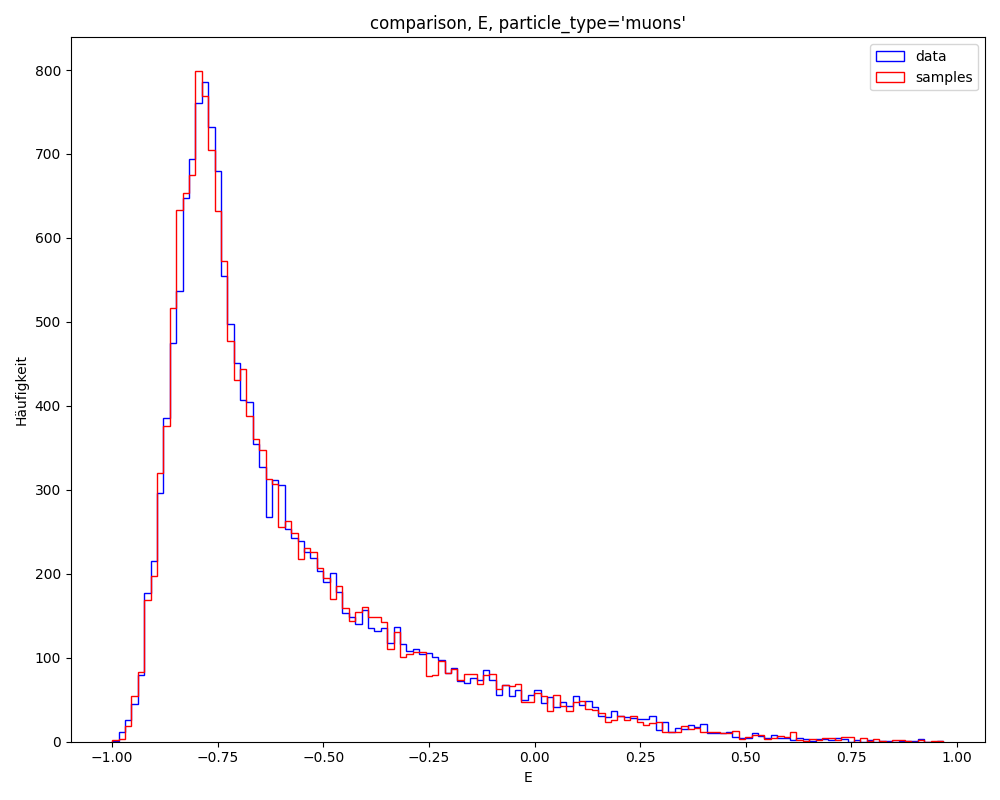 comparison, E, particle_type='muons'
data
samples
Häufigkeit
800
700
600
500
400
300
200
100
0
−1.00 −0.75 −0.50 −0.25 0.00 0.25 0.50 0.75 1.00
E